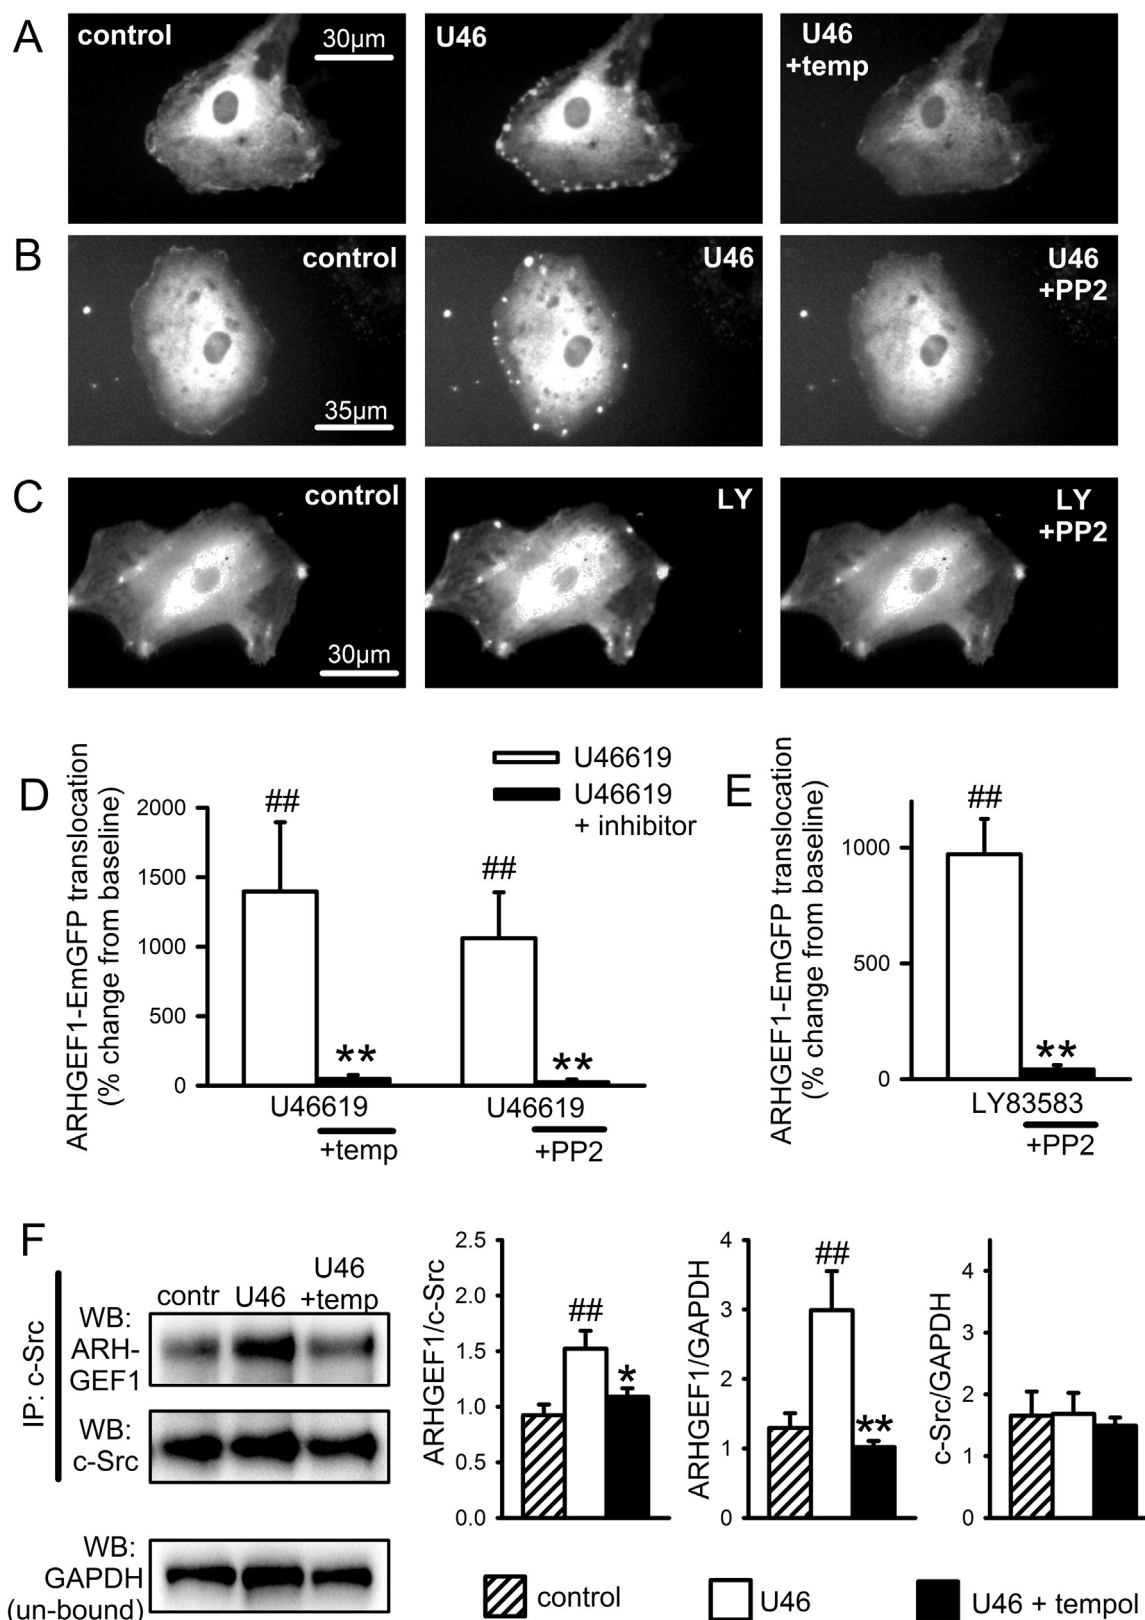 A
control
30µm
U46
U46
+temp
B
control
35µm
U46
U46
+PP2
C
control
30µm
LY
LY
+PP2
D
ARHGEF1-EmGFP translocation
(% change from baseline)
2000
1500
1000
500
0
##
**
##
**
U46619
U46619
+ inhibitor
U46619
+temp
U46619
+PP2
E
ARHGEF1-EmGFP translocation
(% change from baseline)
1000
500
0
##
**
LY83583
+PP2
F
IP: c-Src
contr
U46
U46
+temp
WB:
ARH-
GEF1
WB:
c-Src
WB:
GAPDH
(un-bound)
ARHGEF1/c-Src
2.5
2.0
1.5
1.0
0.5
0.0
##
*
ARHGEF1/GAPDH
4
3
2
1
0
##
**
c-Src/GAPDH
4
3
2
1
0
control
U46
U46 + tempol